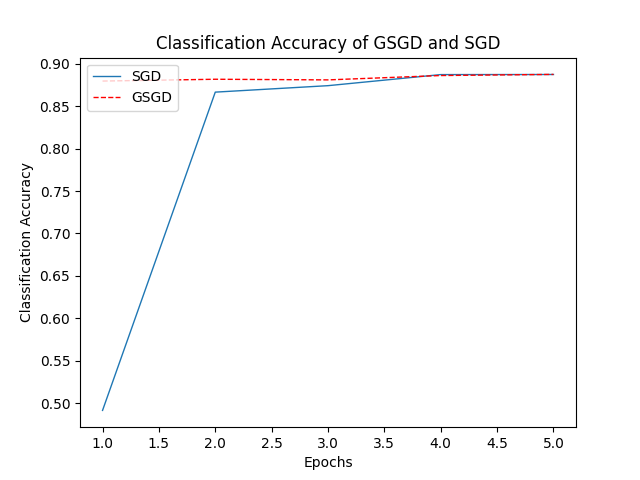 Classification Accuracy of GSGD and SGD
SGD
GSGD
0.90
0.85
0.80
0.75
0.70
0.65
0.60
0.55
0.50
Classification Accuracy
1.0 1.5 2.0 2.5 3.0 3.5 4.0 4.5 5.0
Epochs